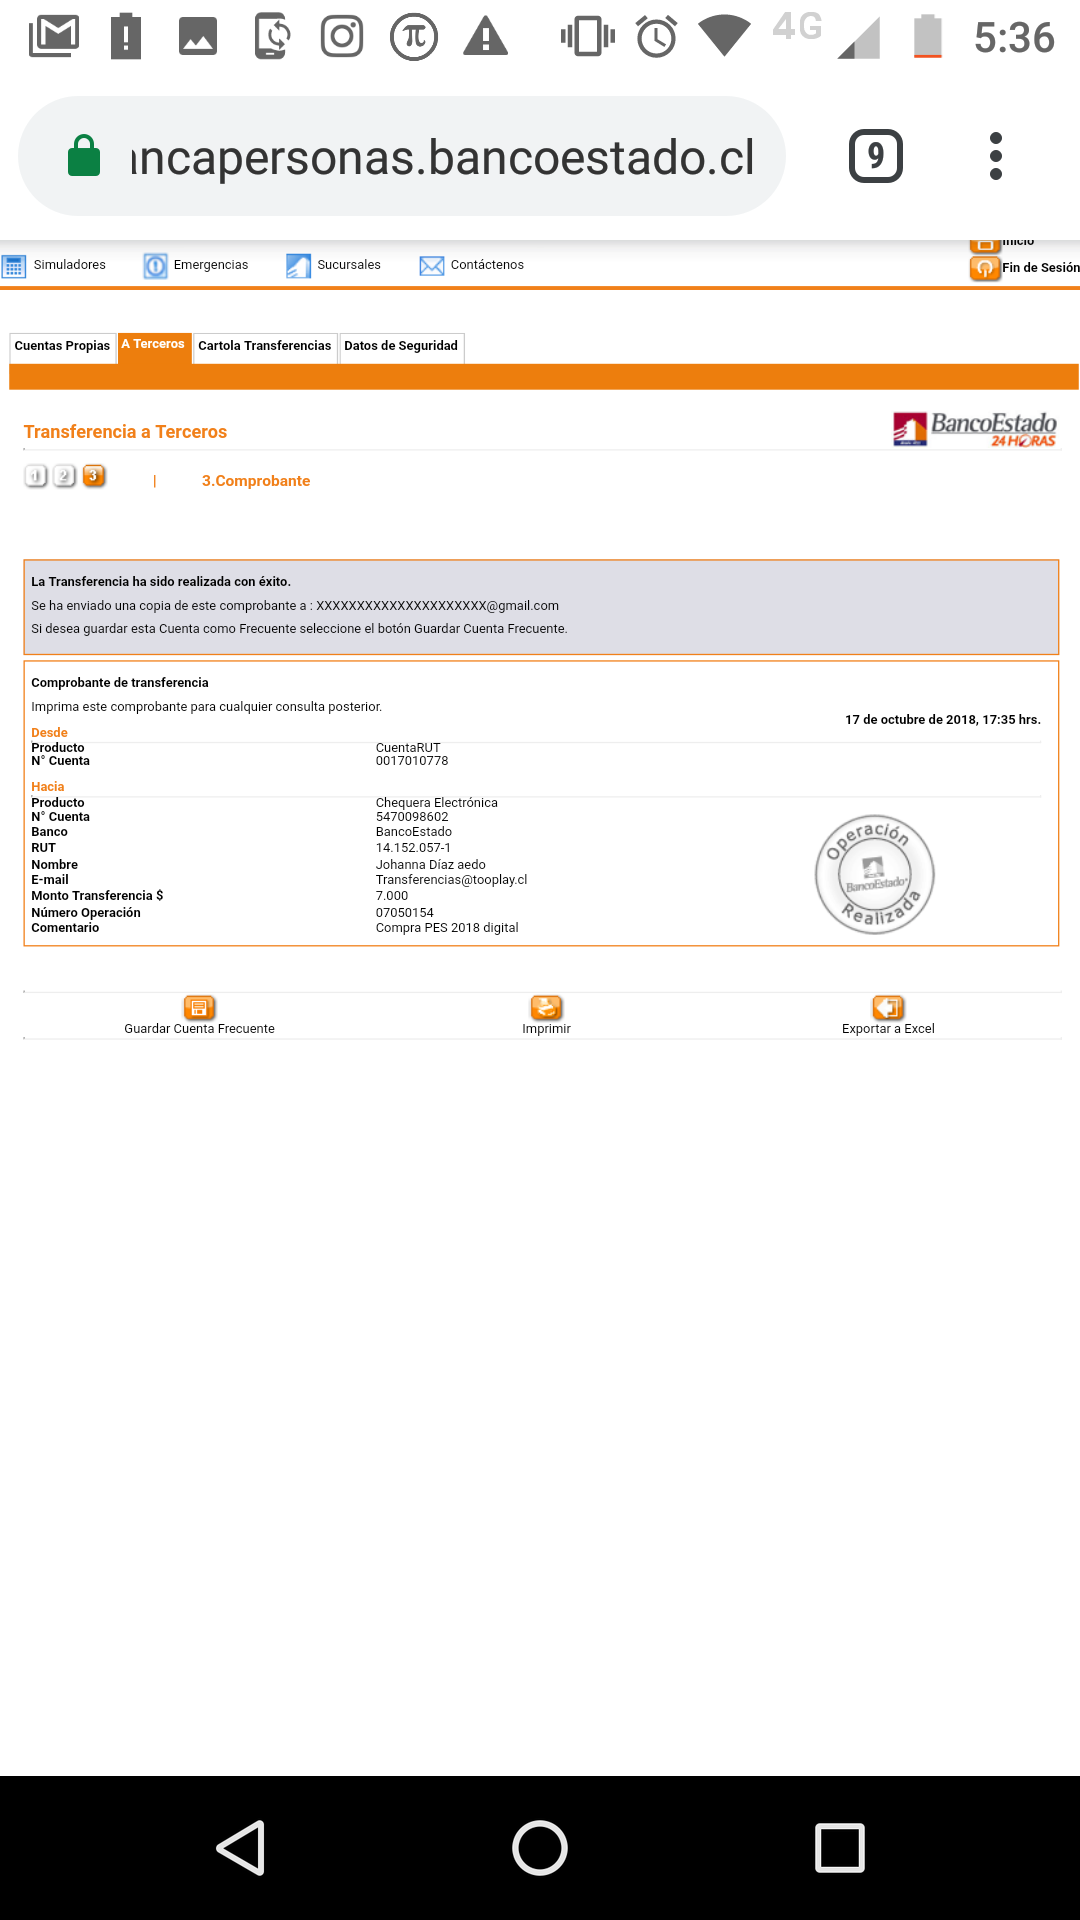 4G 5:36
ancapersonas.bancoestado.cl 9
Inicio
Simuladores Emergencias Sucursales Contáctenos Fin de Sesión
Cuentas Propias A Terceros Cartola Transferencias Datos de Seguridad
Transferencia a Terceros BancoEstado
24 HORAS
1 2 3 | 3.Comprobante
La Transferencia ha sido realizada con éxito.
Se ha enviado una copia de este comprobante a : XXXXXXXXXXXXXXXXXXXXX@gmail.com
Si desea guardar esta Cuenta como Frecuente seleccione el botón Guardar Cuenta Frecuente.
Comprobante de transferencia
Imprima este comprobante para cualquier consulta posterior.
17 de octubre de 2018, 17:35 hrs.
Desde
Producto CuentaRUT
N° Cuenta 0017010778
Hacia
Producto Chequera Electrónica
N° Cuenta 5470098602
Banco BancoEstado
RUT 14.152.057-1
Nombre Johanna Díaz aedo
E-mail Transferencias@tooplay.cl
Monto Transferencia $ 7.000
Número Operación 07050154
Comentario Compra PES 2018 digital
Operación
BancoEstado
Realizada
Guardar Cuenta Frecuente Imprimir Exportar a Excel